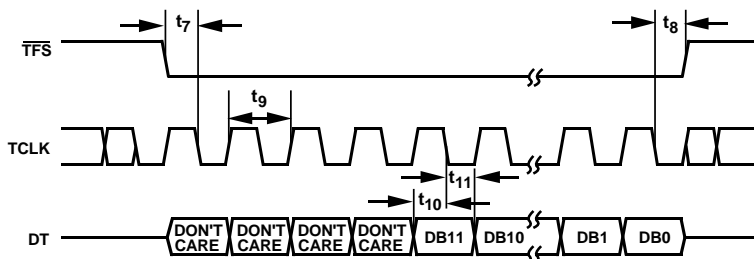 t7
t8
TFS
t9
TCLK
t11
t10
DT
DON'T CARE
DON'T CARE
DON'T CARE
DON'T CARE
DB11
DB10
DB1
DB0